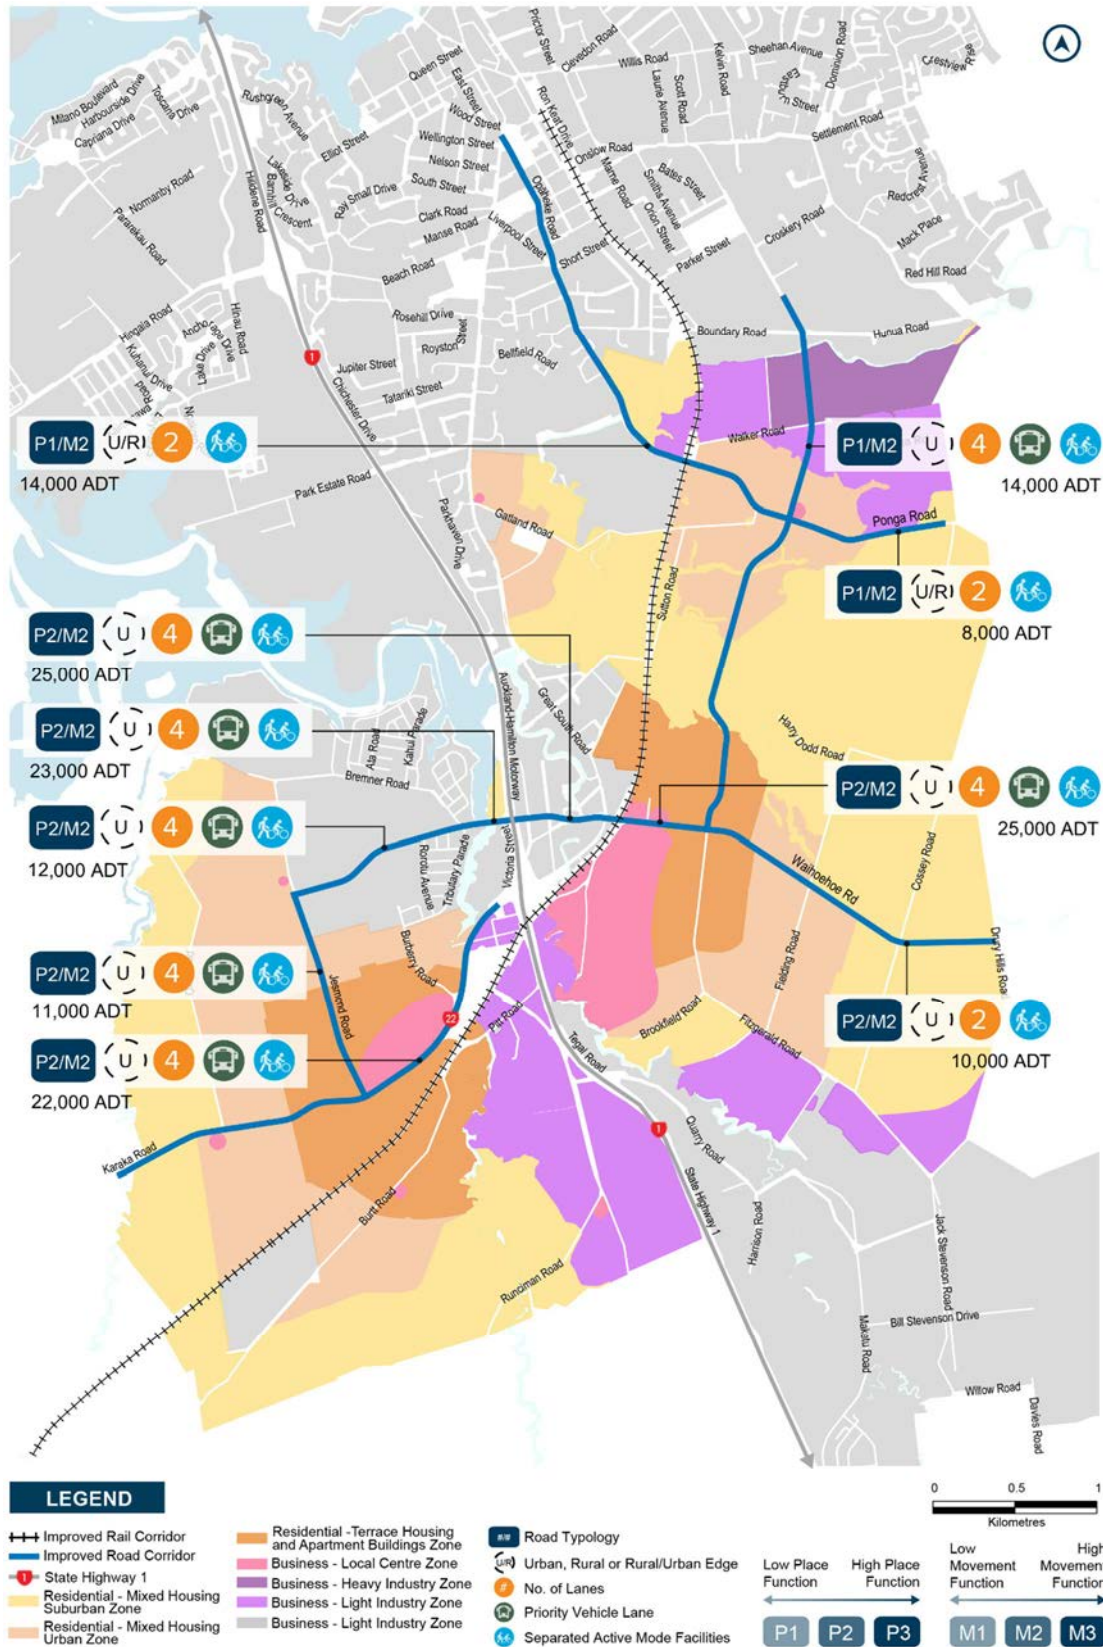 Milano Boulevard
Harbourside Drive
Capriana Drive
Toscana Drive
Rushgreen Avenue
Elliot Street
Queen Street
East Street
Wood Street
Wellington Street
Nelson Street
South Street
Clark Road
Manse Road
Beach Road
Rosehill Drive
Royston Street
Jupiter Street
Tatariki Street
Bellfield Road
Liverpool Street
Short Street
Opaheke Road
Ron Keat Drive
Prictor Street
Clevedon Road
Willis Road
Laurie Avenue
Scott Road
Kelvin Road
Sheehan Avenue
Dominion Road
Crestview Rise
Settlement Road
Onslow Road
Marne Road
Smiths Avenue
Bates Street
Orion Street
Parker Street
Croskery Road
Redcrest Avenue
Mack Place
Red Hill Road
Boundary Road
Hunua Road
Normanby Road
Pararekau Road
Hilldene Road
Lakeside Drive
Barnhill Crescent
Ray Small Drive
Hingaia Road
Hinau Road
Kuhanui Drive
Lake Drive
Chichester Drive
1
Park Estate Road
Parkhaven Drive
Gatland Road
Walker Road
Ponga Road
Sutton Road
P1/M2 U/R 2
14,000 ADT
P1/M2 U 4
14,000 ADT
P1/M2 U/R 2
8,000 ADT
P2/M2 U 4
25,000 ADT
P2/M2 U 4
23,000 ADT
P2/M2 U 4
12,000 ADT
P2/M2 U 4
11,000 ADT
P2/M2 U 4
22,000 ADT
P2/M2 U 4
25,000 ADT
P2/M2 U 2
10,000 ADT
Auckland-Hamilton Motorway
Great South Road
Ata Road
Kahui Parade
Bremner Road
Rorotu Avenue
Tributary Parade
Victoria Street
Harry Dodd Road
Waihoehoe Rd
Cossey Road
Drury Hills Road
Fielding Road
Fitzgerald Road
Brookfield Road
Burberry Road
Jesmond Road
22
Pitt Road
Tegal Road
Quarry Road
1
State Highway 1
Karaka Road
Burtt Road
Runciman Road
Harrison Road
Jack Stevenson Road
Bill Stevenson Drive
Makatu Road
Willow Road
Davies Road
LEGEND
Improved Rail Corridor
Improved Road Corridor
1 State Highway 1
Residential - Mixed Housing
Suburban Zone
Residential - Mixed Housing
Urban Zone
Residential -Terrace Housing
and Apartment Buildings Zone
Business - Local Centre Zone
Business - Heavy Industry Zone
Business - Light Industry Zone
Business - Light Industry Zone
Road Typology
U/R Urban, Rural or Rural/Urban Edge
# No. of Lanes
Priority Vehicle Lane
Separated Active Mode Facilities
0 0.5 1
Kilometres
Low Place
Function
High Place
Function
P1 P2 P3
Low
Movement
Function
High
Movement
Function
M1 M2 M3